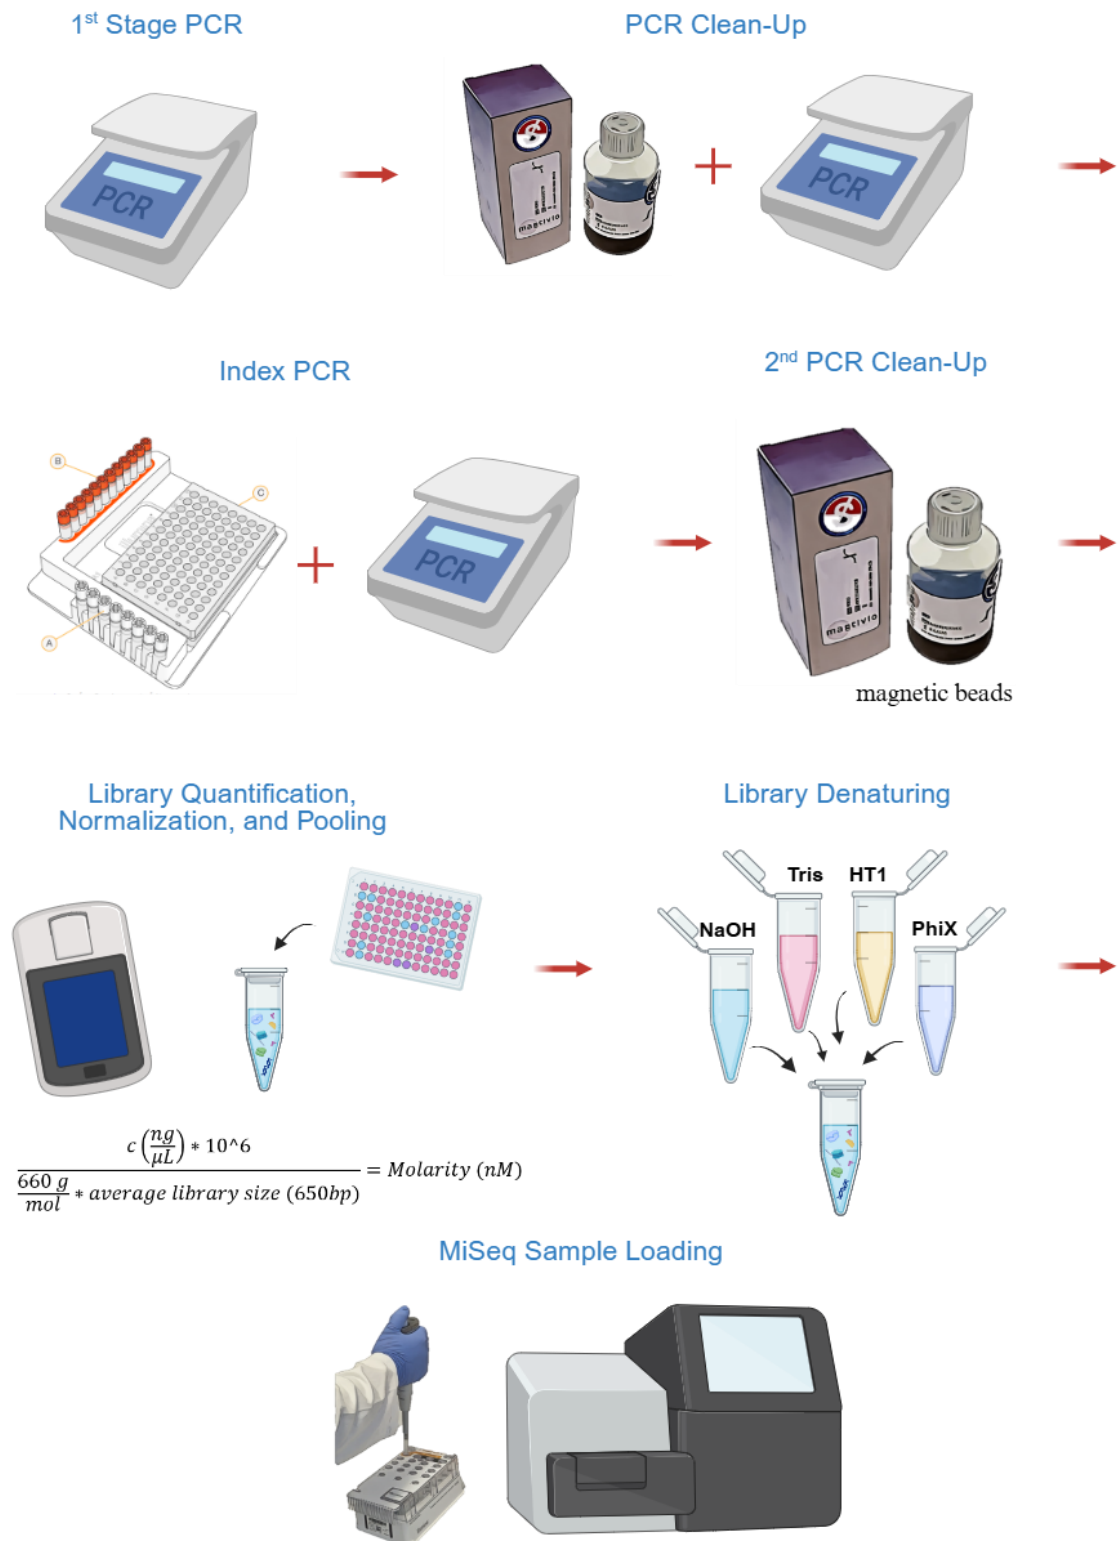 1st Stage PCR
PCR Clean-Up
PCR
magtivio
PCR
Index PCR
2nd PCR Clean-Up
B
C
A
PCR
magtivio
magnetic beads
Library Quantification,
Normalization, and Pooling
Library Denaturing
Tris HT1
NaOH PhiX
c (ng/μL) * 10^6
660 g/mol * average library size (650bp) = Molarity (nM)
MiSeq Sample Loading